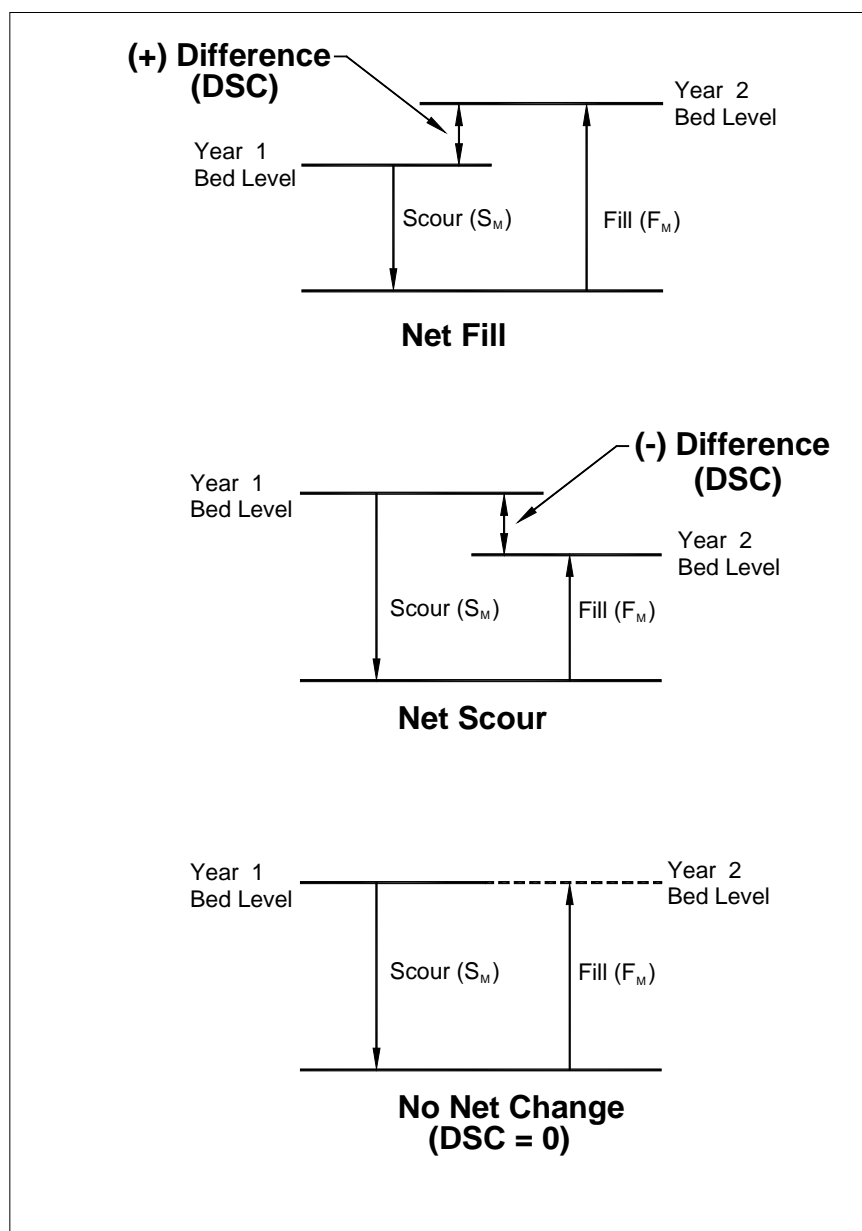 (+) Difference
(DSC)
Year 2
Bed Level
Year 1
Bed Level
Scour (S_M)
Fill (F_M)
Net Fill
(-) Difference
(DSC)
Year 1
Bed Level
Year 2
Bed Level
Scour (S_M)
Fill (F_M)
Net Scour
Year 1
Bed Level
Year 2
Bed Level
Scour (S_M)
Fill (F_M)
No Net Change
(DSC = 0)